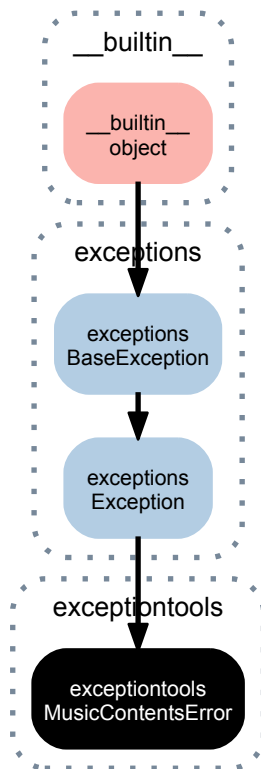 __builtin__
__builtin__
object
exceptions
exceptions
BaseException
exceptions
Exception
exceptiontools
exceptiontools
MusicContentsError